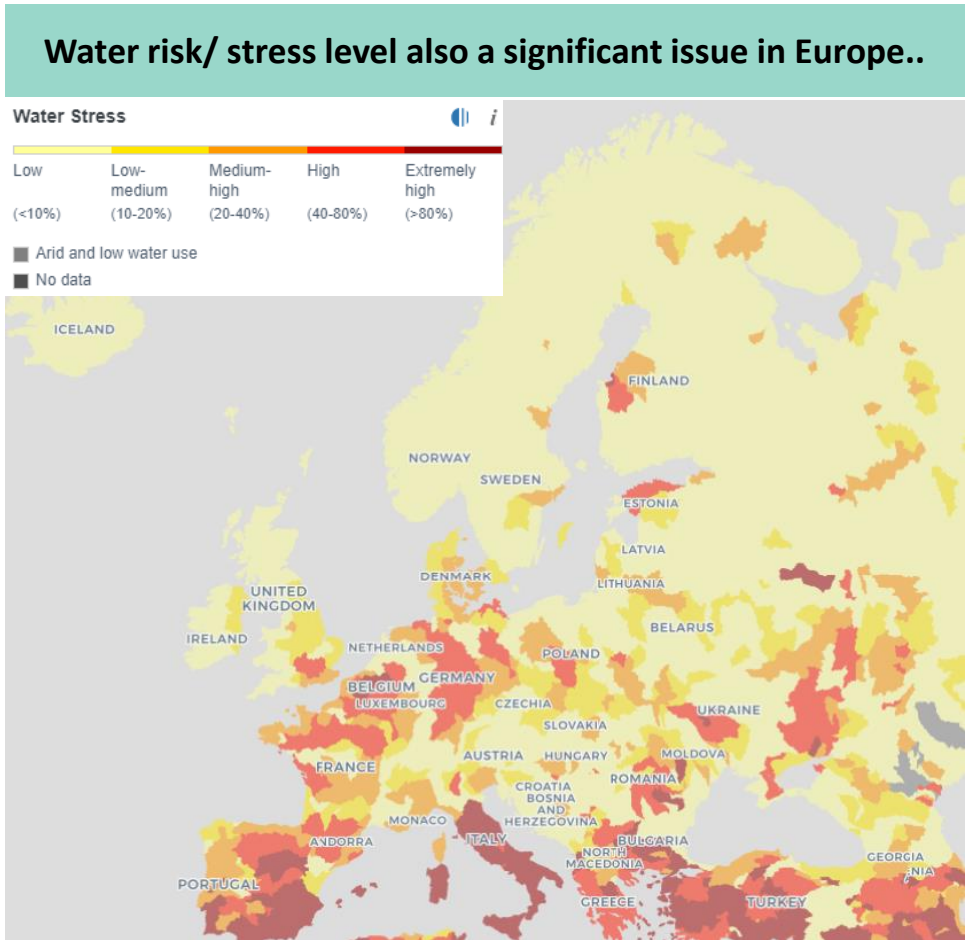 Water risk/ stress level also a significant issue in Europe..
Water Stress
i
Low
Low-
medium
Medium-
high
High
Extremely
high
(<10%)
(10-20%)
(20-40%)
(40-80%)
(>80%)
Arid and low water use
No data
ICELAND
FINLAND
NORWAY
SWEDEN
ESTONIA
LATVIA
DENMARK
LITHUANIA
UNITED
KINGDOM
BELARUS
IRELAND
NETHERLANDS
POLAND
GERMANY
BELGIUM
LUXEMBOURG
CZECHIA
UKRAINE
SLOVAKIA
AUSTRIA
HUNGARY
MOLDOVA
FRANCE
ROMANIA
CROATIA
BOSNIA
AND
HERZEGOVINA
MONACO
ANDORRA
ITALY
BULGARIA
NORTH
MACEDONIA
GEORGIA
NIA
PORTUGAL
GREECE
TURKEY